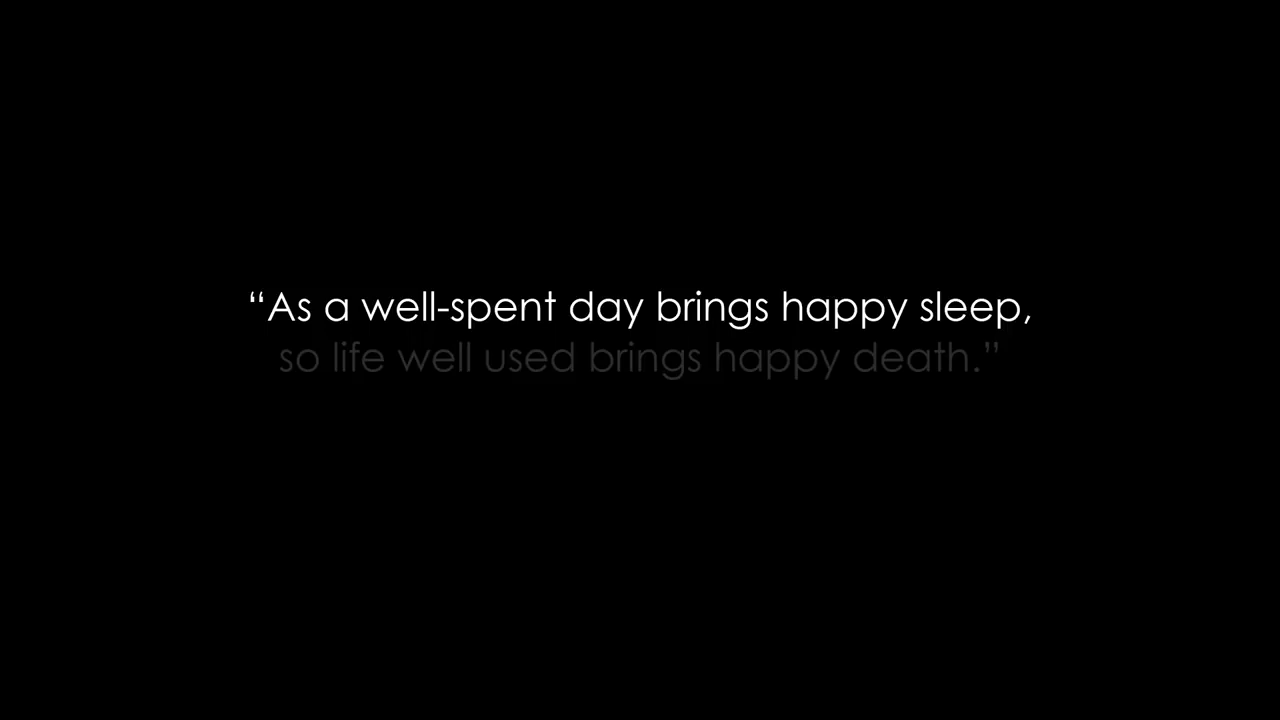 “As a well-spent day brings happy sleep,
so life well used brings happy death.”